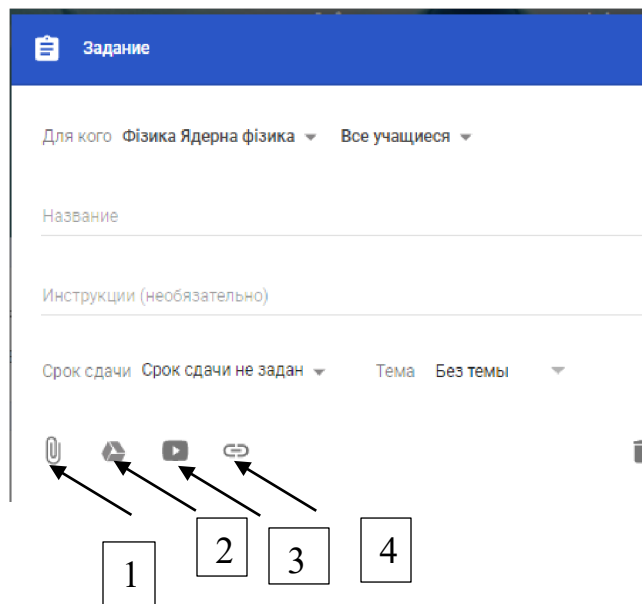 Задание
Для кого Фізика Ядерна фізика Все учащиеся
Название
Инструкции (необязательно)
Срок сдачи Срок сдачи не задан Тема Без темы
1 2 3 4